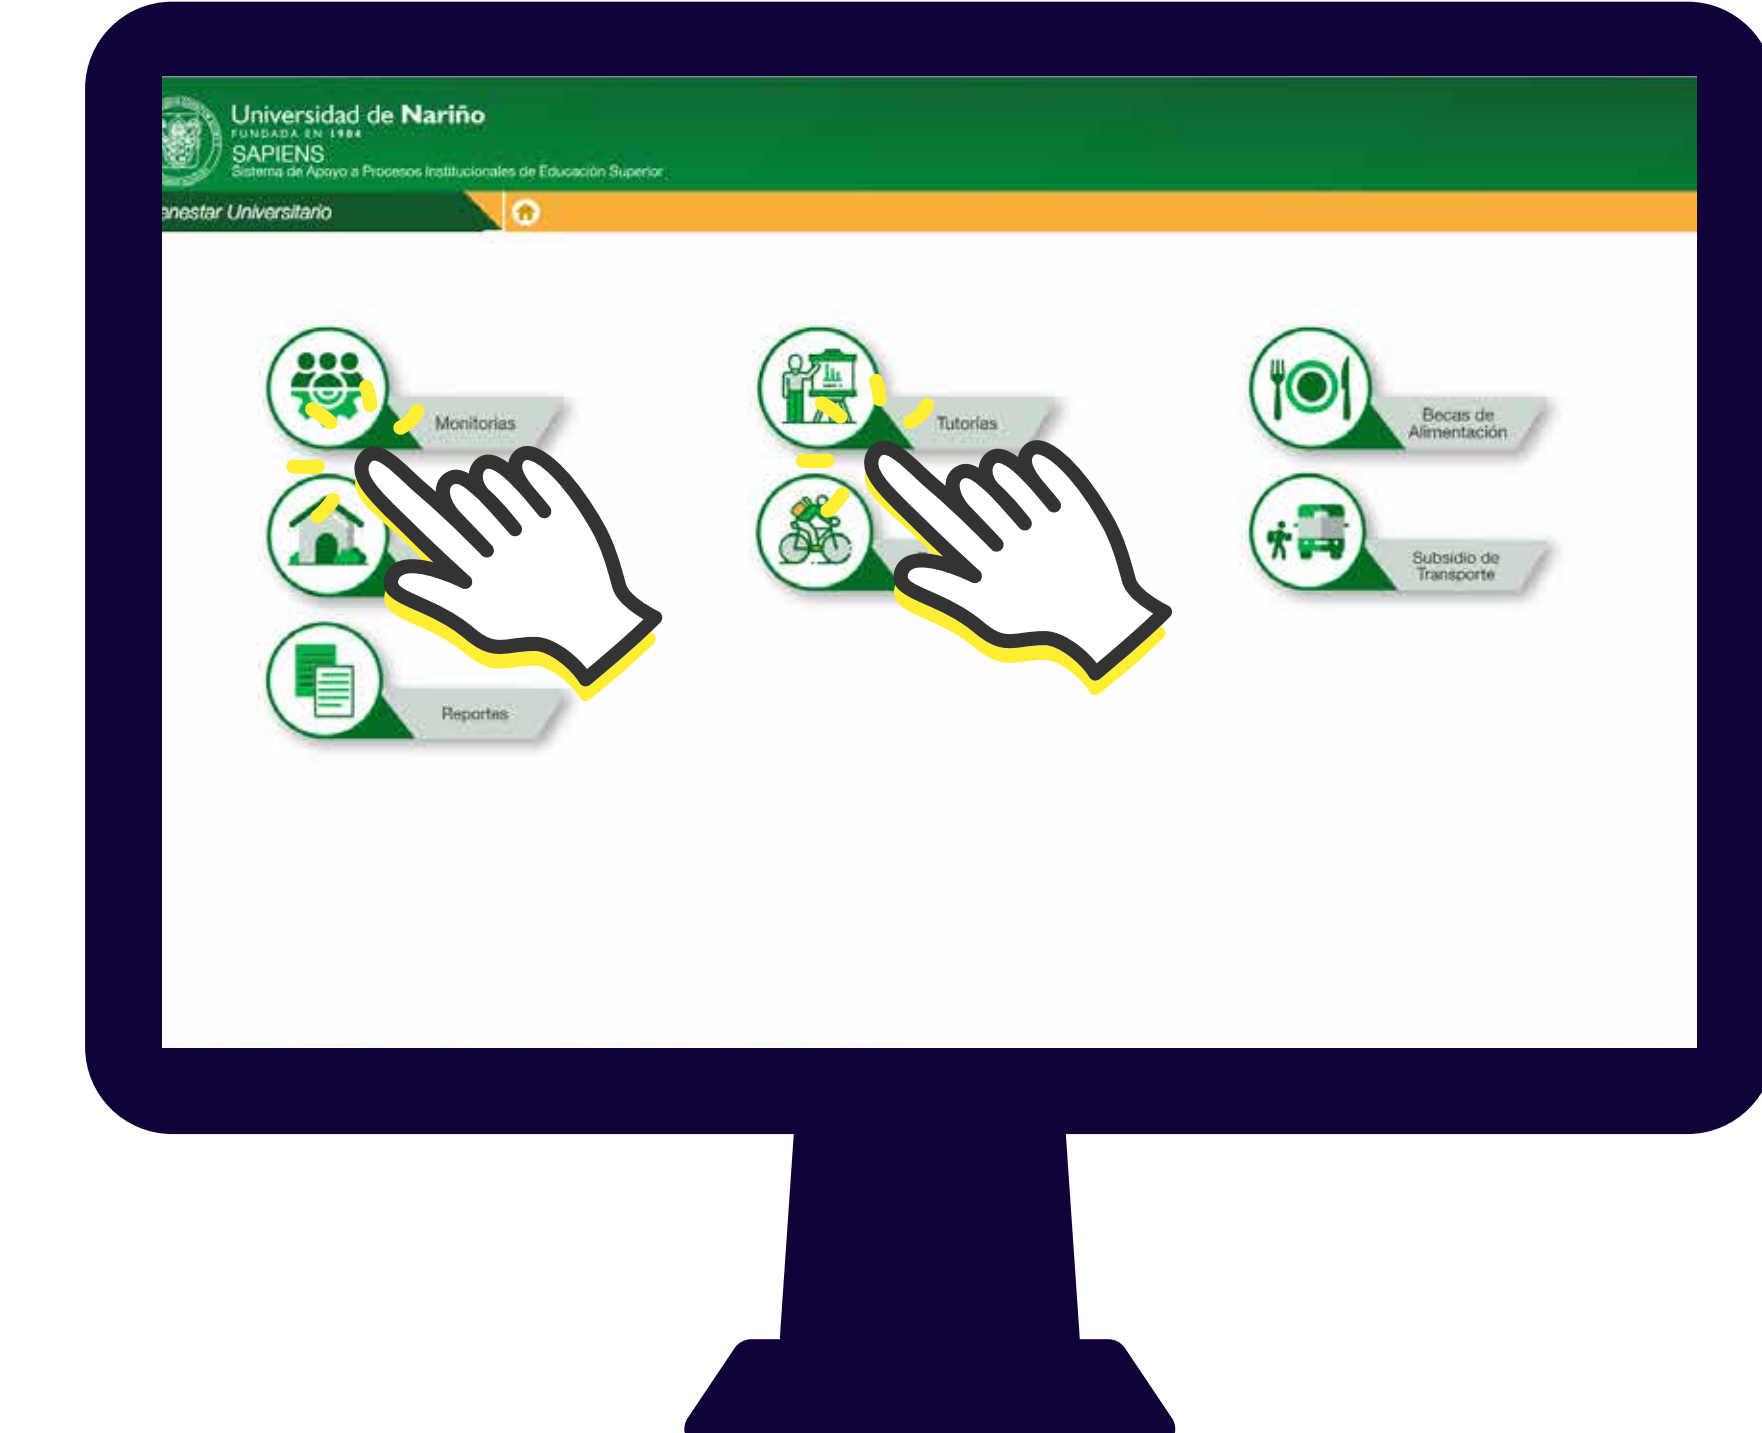 Universidad de Nariño
FUNDADA EN 1904
SAPIENS
Sistema de Apoyo a Procesos Institucionales de Educación Superior
enestar Universitario
Monitorías
Tutorías
Becas de
Alimentación
Subsidio de
Transporte
Reportes